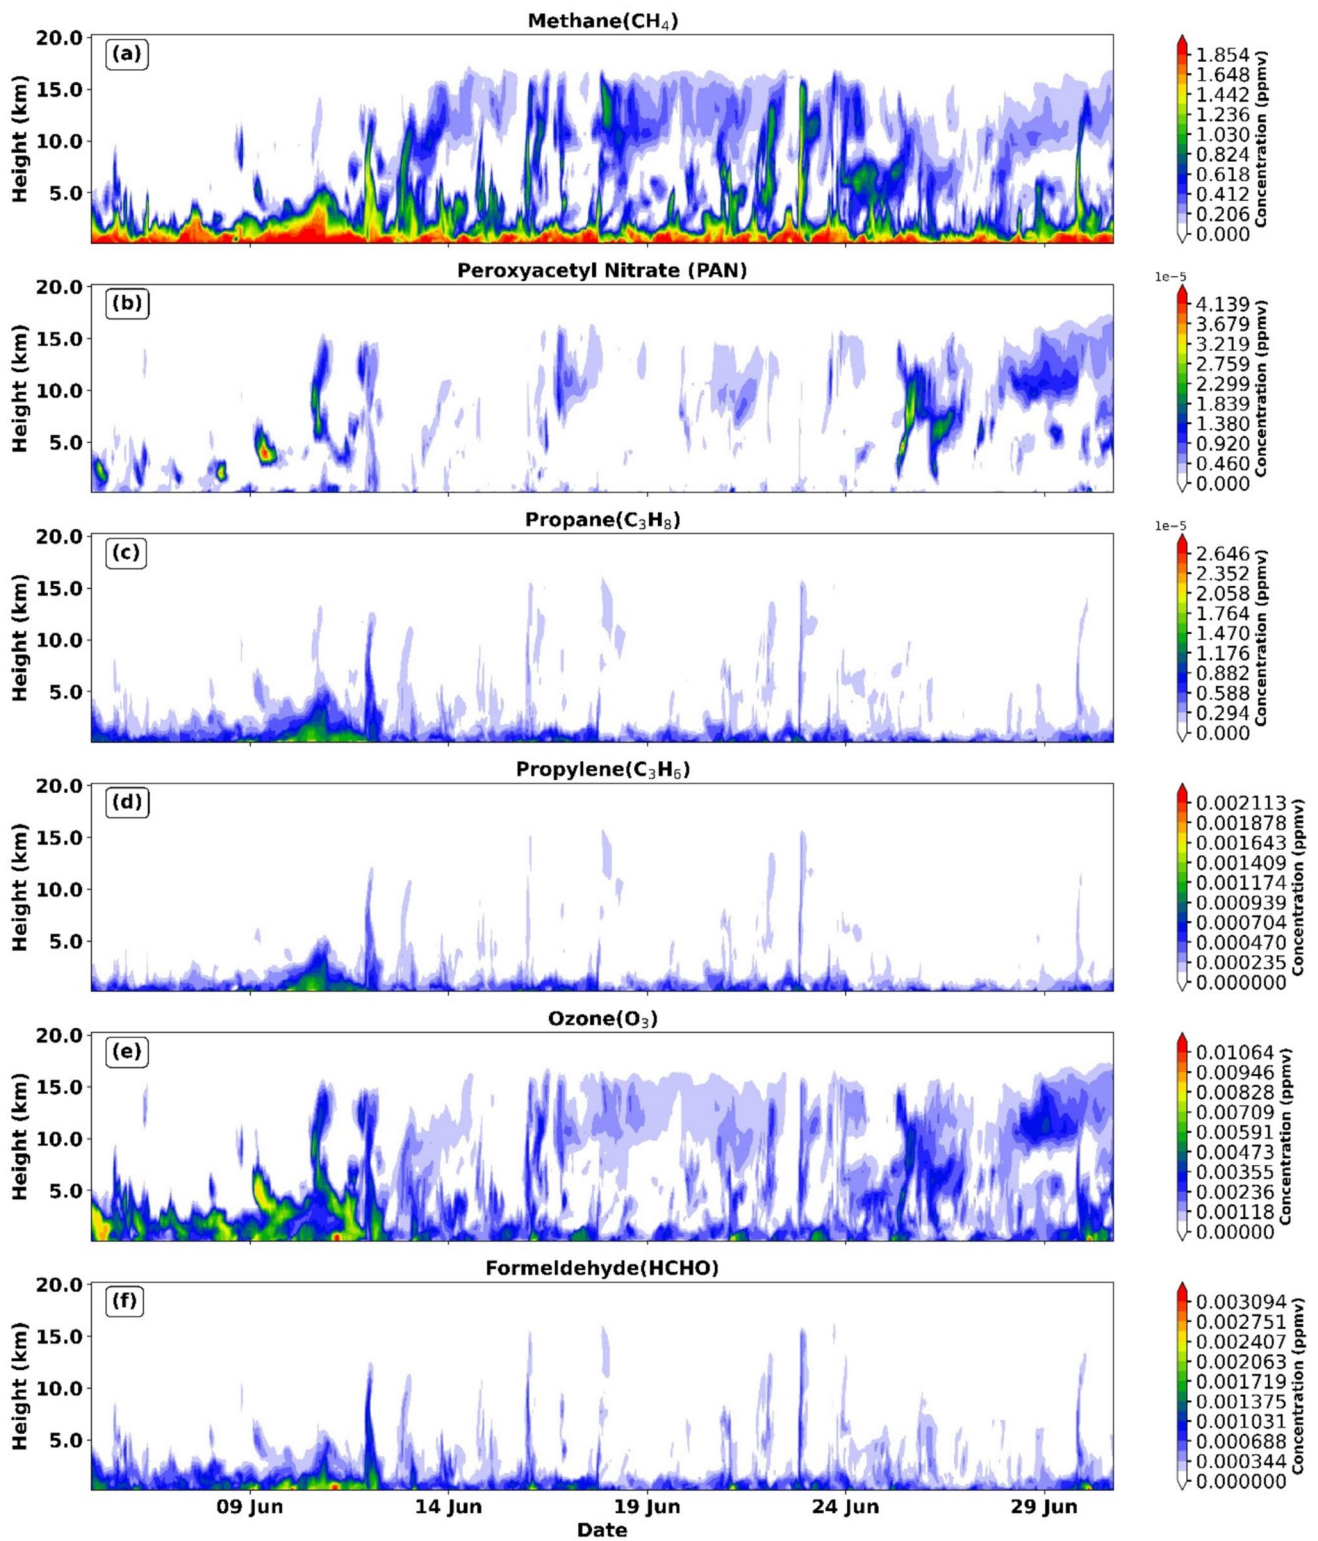 Methane(CH₄)
(a)
20.0
15.0
10.0
5.0
Height (km)
1.854
1.648
1.442
1.236
1.030
0.824
0.618
0.412
0.206
0.000
Concentration (ppmv)
Peroxyacetyl Nitrate (PAN)
(b)
20.0
15.0
10.0
5.0
Height (km)
1e−5
4.139
3.679
3.219
2.759
2.299
1.839
1.380
0.920
0.460
0.000
Concentration (ppmv)
Propane(C₃H₈)
(c)
20.0
15.0
10.0
5.0
Height (km)
1e−5
2.646
2.352
2.058
1.764
1.470
1.176
0.882
0.588
0.294
0.000
Concentration (ppmv)
Propylene(C₃H₆)
(d)
20.0
15.0
10.0
5.0
Height (km)
0.002113
0.001878
0.001643
0.001409
0.001174
0.000939
0.000704
0.000470
0.000235
0.000000
Concentration (ppmv)
Ozone(O₃)
(e)
20.0
15.0
10.0
5.0
Height (km)
0.01064
0.00946
0.00828
0.00709
0.00591
0.00473
0.00355
0.00236
0.00118
0.00000
Concentration (ppmv)
Formeldehyde(HCHO)
(f)
20.0
15.0
10.0
5.0
Height (km)
0.003094
0.002751
0.002407
0.002063
0.001719
0.001375
0.001031
0.000688
0.000344
0.000000
Concentration (ppmv)
09 Jun
14 Jun
19 Jun
24 Jun
29 Jun
Date